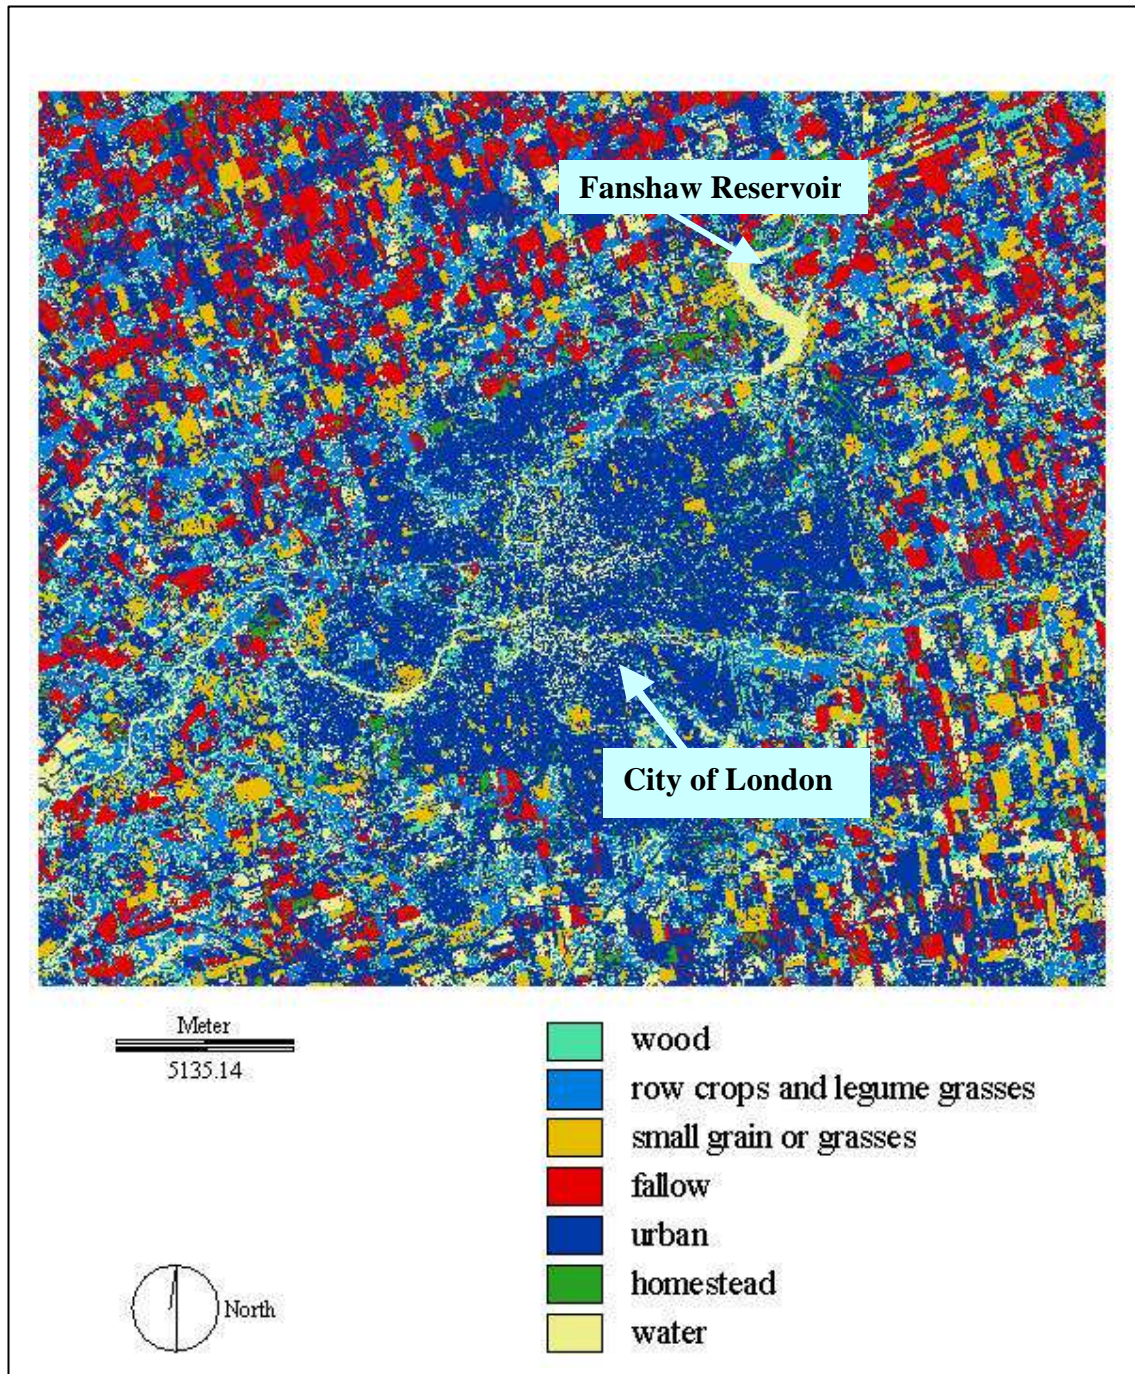 Fanshaw Reservoir
City of London
Meter
5135.14
North
wood
row crops and legume grasses
small grain or grasses
fallow
urban
homestead
water